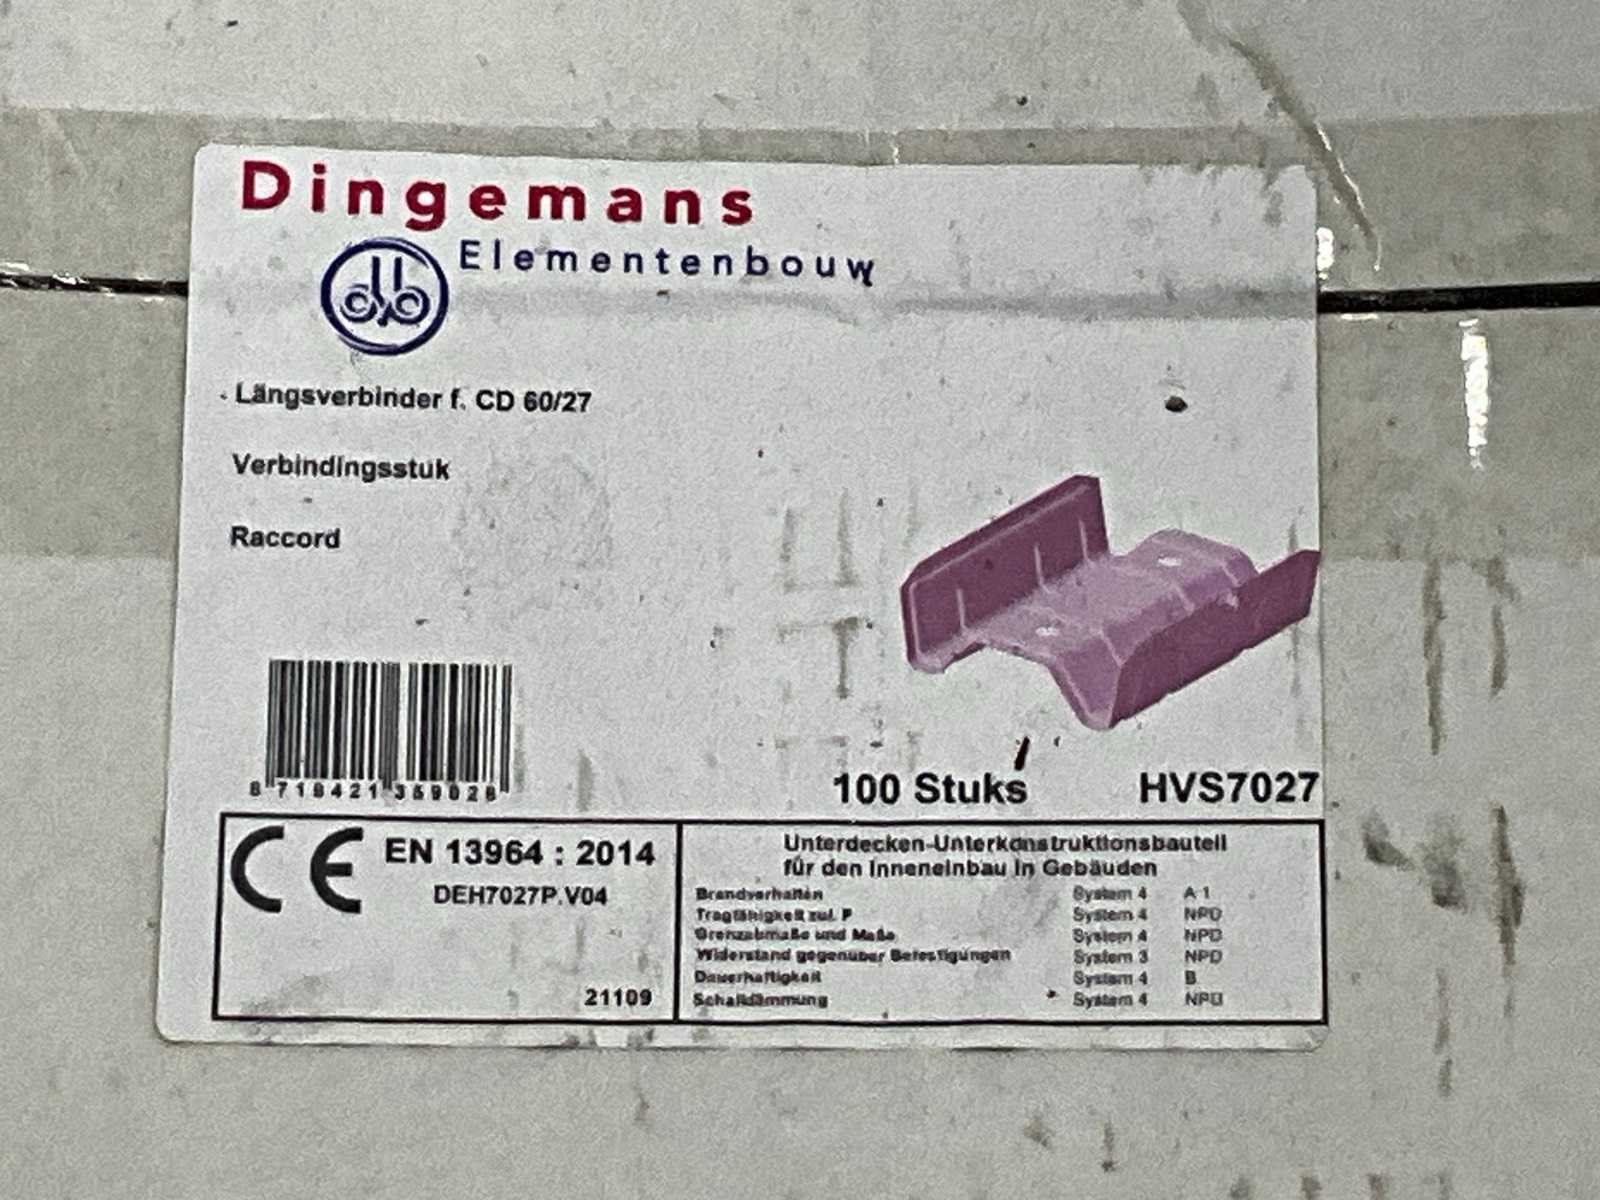 Dingemans
Elementenbouw
Längsverbinder f. CD 60/27
Verbindingsstuk
Raccord
8 718421 359028
100 Stuks HVS7027
CE EN 13964 : 2014
DEH7027P.V04
21109
Unterdecken-Unterkonstruktionsbauteil
für den Inneneinbau in Gebäuden
Brandverhalten System 4 A 1
Tragfähigkeit zul. P System 4 NPD
Grenzabmaße und Maße System 4 NPD
Widerstand gegenüber Befestigungen System 3 NPD
Dauerhaftigkeit System 4 B
Schalldämmung System 4 NPD